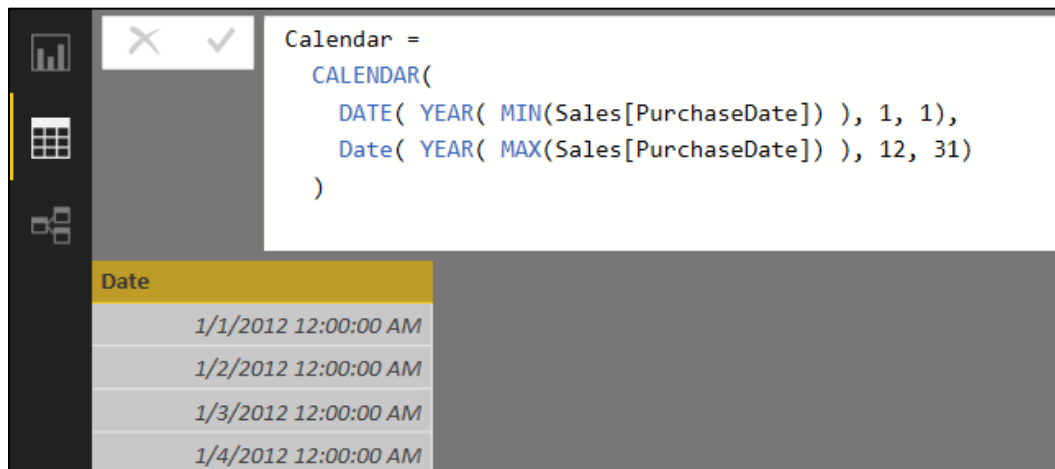 Calendar =
CALENDAR(
DATE( YEAR( MIN(Sales[PurchaseDate]) ), 1, 1),
Date( YEAR( MAX(Sales[PurchaseDate]) ), 12, 31)
)
Date
1/1/2012 12:00:00 AM
1/2/2012 12:00:00 AM
1/3/2012 12:00:00 AM
1/4/2012 12:00:00 AM